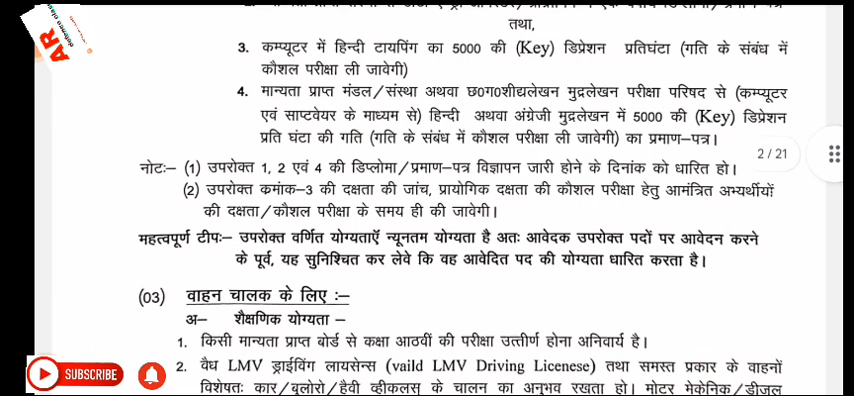 तथा,
3. कम्प्यूटर में हिन्दी टायपिंग का 5000 की (Key) डिप्रेशन प्रतिघंटा (गति के संबंध में
कौशल परीक्षा ली जावेगी)
4. मान्यता प्राप्त मंडल/संस्था अथवा छ0ग0शीघ्रलेखन मुद्रलेखन परीक्षा परिषद से (कम्प्यूटर
एवं साप्टवेयर के माध्यम से) हिन्दी अथवा अंग्रेजी मुद्रलेखन में 5000 की (Key) डिप्रेशन
प्रति घंटा की गति (गति के संबंध में कौशल परीक्षा ली जावेगी) का प्रमाण–पत्र।
2 / 21
नोटः– (1) उपरोक्त 1, 2 एवं 4 की डिप्लोमा/प्रमाण–पत्र विज्ञापन जारी होने के दिनांक को धारित हो।
(2) उपरोक्त कमांक–3 की दक्षता की जांच, प्रायोगिक दक्षता की कौशल परीक्षा हेतु आमंत्रित अभ्यर्थीयों
की दक्षता/कौशल परीक्षा के समय ही की जावेगी।
महत्वपूर्ण टीपः– उपरोक्त वर्णित योग्यताऍ न्यूनतम योग्यता है अतः आवेदक उपरोक्त पदों पर आवेदन करने
के पूर्व, यह सुनिश्चित कर लेवे कि वह आवेदित पद की योग्यता धारित करता है।
(03) वाहन चालक के लिए :–
अ– शैक्षणिक योग्यता –
1. किसी मान्यता प्राप्त बोर्ड से कक्षा आठवीं की परीक्षा उत्तीर्ण होना अनिवार्य है।
2. वैध LMV ड्राईविंग लायसेन्स (vaild LMV Driving Licenese) तथा समस्त प्रकार के वाहनों
विशेषतः कार/बुलोरो/हैवी व्हीकलस् के चालन का अनुभव रखता हो। मोटर मेकेनिक/डीजल
AR
SUBSCRIBE